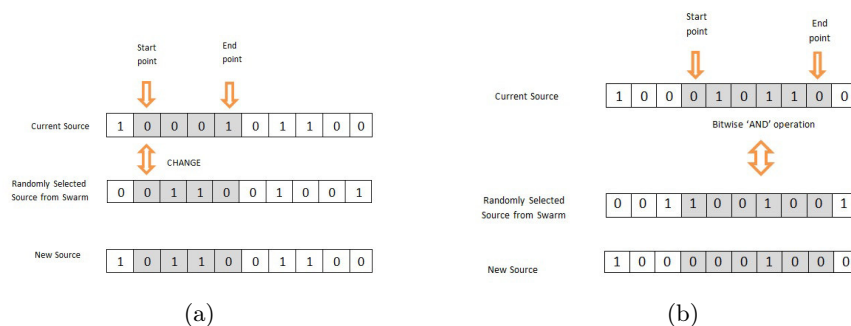 Start
point
End
point
Current Source
1 0 0 0 1 0 1 1 0 0
CHANGE
Randomly Selected
Source from Swarm
0 0 1 1 0 0 1 0 0 1
New Source
1 0 1 1 0 0 1 1 0 0
(a)
Start
point
End
point
Current Source
1 0 0 0 1 0 1 1 0 0
Bitwise 'AND' operation
Randomly Selected
Source from Swarm
0 0 1 1 0 0 1 0 0 1
New Source
1 0 0 0 0 0 1 0 0 0
(b)